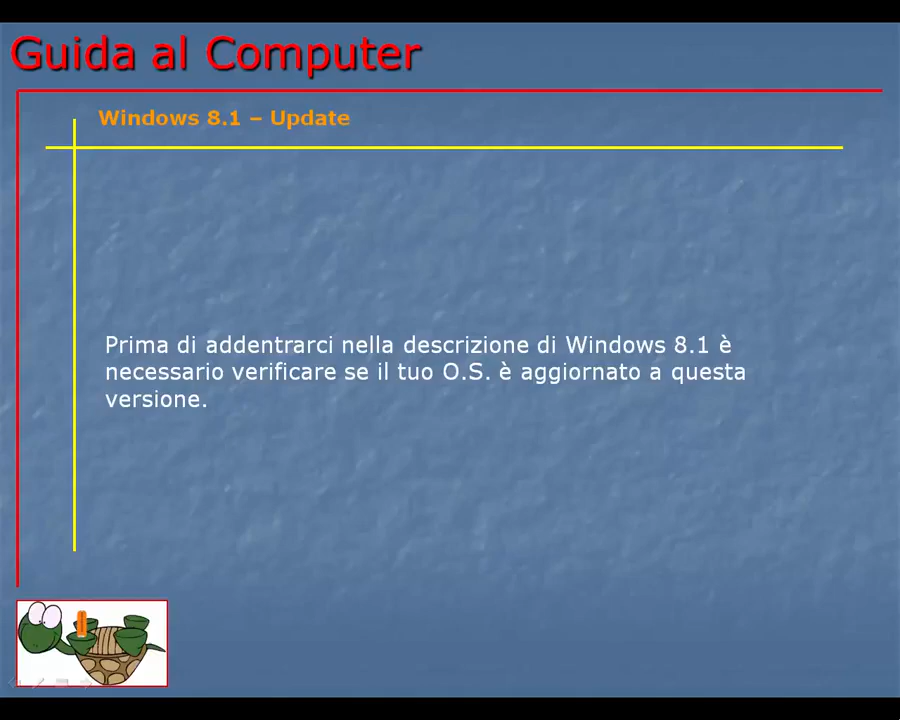 Guida al Computer
Windows 8.1 – Update
Prima di addentrarci nella descrizione di Windows 8.1 è
necessario verificare se il tuo O.S. è aggiornato a questa
versione.